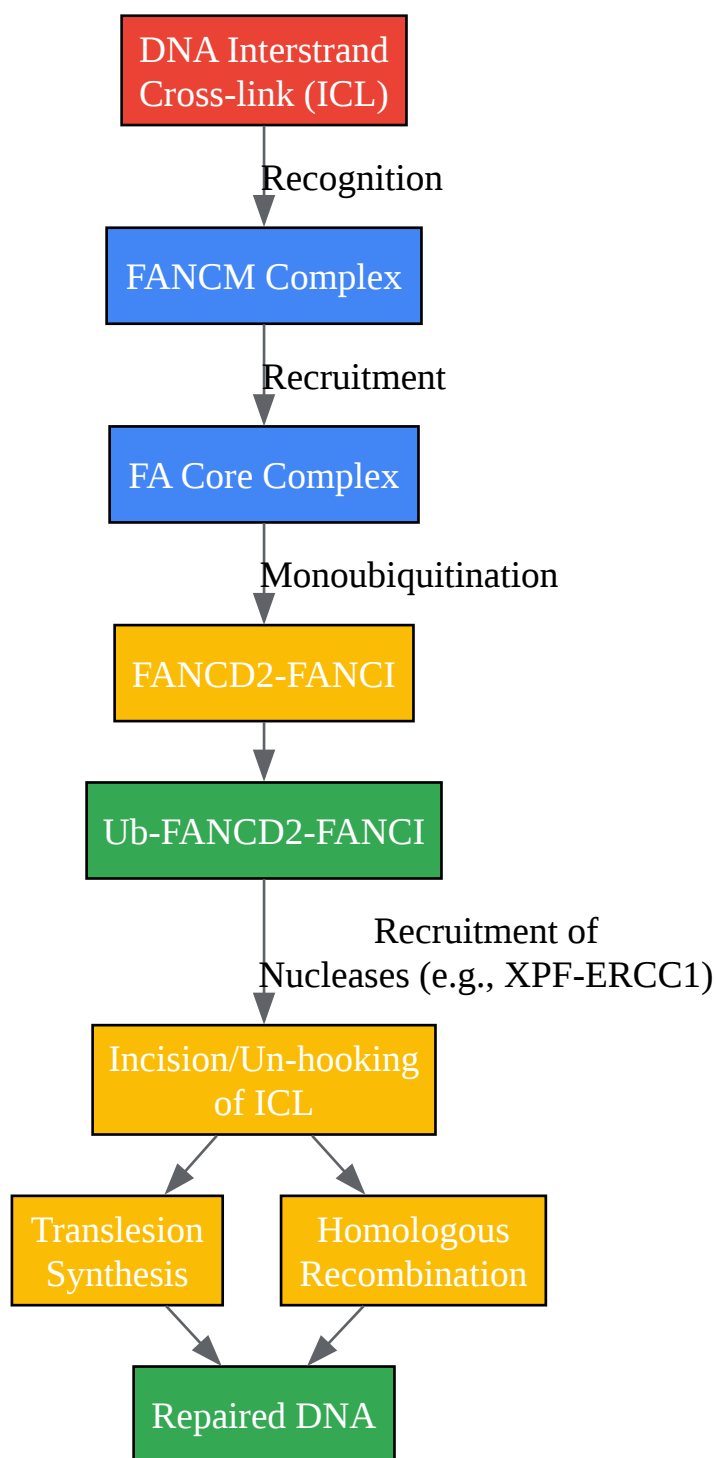 DNA Interstrand
Cross-link (ICL)
Recognition
FANCM Complex
Recruitment
FA Core Complex
Monoubiquitination
FANCD2-FANCI
Ub-FANCD2-FANCI
Recruitment of
Nucleases (e.g., XPF-ERCC1)
Incision/Un-hooking
of ICL
Translesion
Synthesis
Homologous
Recombination
Repaired DNA